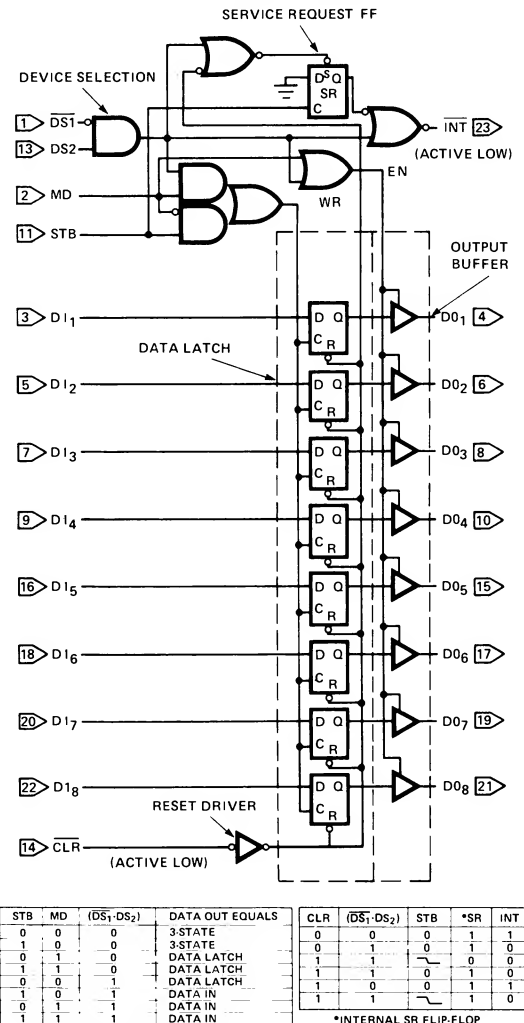 SERVICE REQUEST FF
DEVICE SELECTION
D S Q
SR
C
1 D̅S̅1̅
13 DS2
I̅N̅T̅ 23
(ACTIVE LOW)
2 MD
EN
WR
11 STB
OUTPUT
BUFFER
3 DI1 D Q C R DO1 4
DATA LATCH
5 DI2 D Q C R DO2 6
7 DI3 D Q C R DO3 8
9 DI4 D Q C R DO4 10
16 DI5 D Q C R DO5 15
18 DI6 D Q C R DO6 17
20 DI7 D Q C R DO7 19
22 DI8 D Q C R DO8 21
RESET DRIVER
14 C̅L̅R̅
(ACTIVE LOW)
STB MD (D̅S̅1·DS2) DATA OUT EQUALS
0 0 0 3-STATE
1 0 0 3-STATE
0 1 0 DATA LATCH
1 1 0 DATA LATCH
0 0 1 DATA LATCH
1 0 1 DATA IN
0 1 1 DATA IN
1 1 1 DATA IN
CLR (D̅S̅1·DS2) STB *SR INT
0 0 0 1 1
0 1 0 1 0
1 1 0 0
1 1 0 1 0
1 0 0 1 1
1 1 1 0
*INTERNAL SR FLIP-FLOP